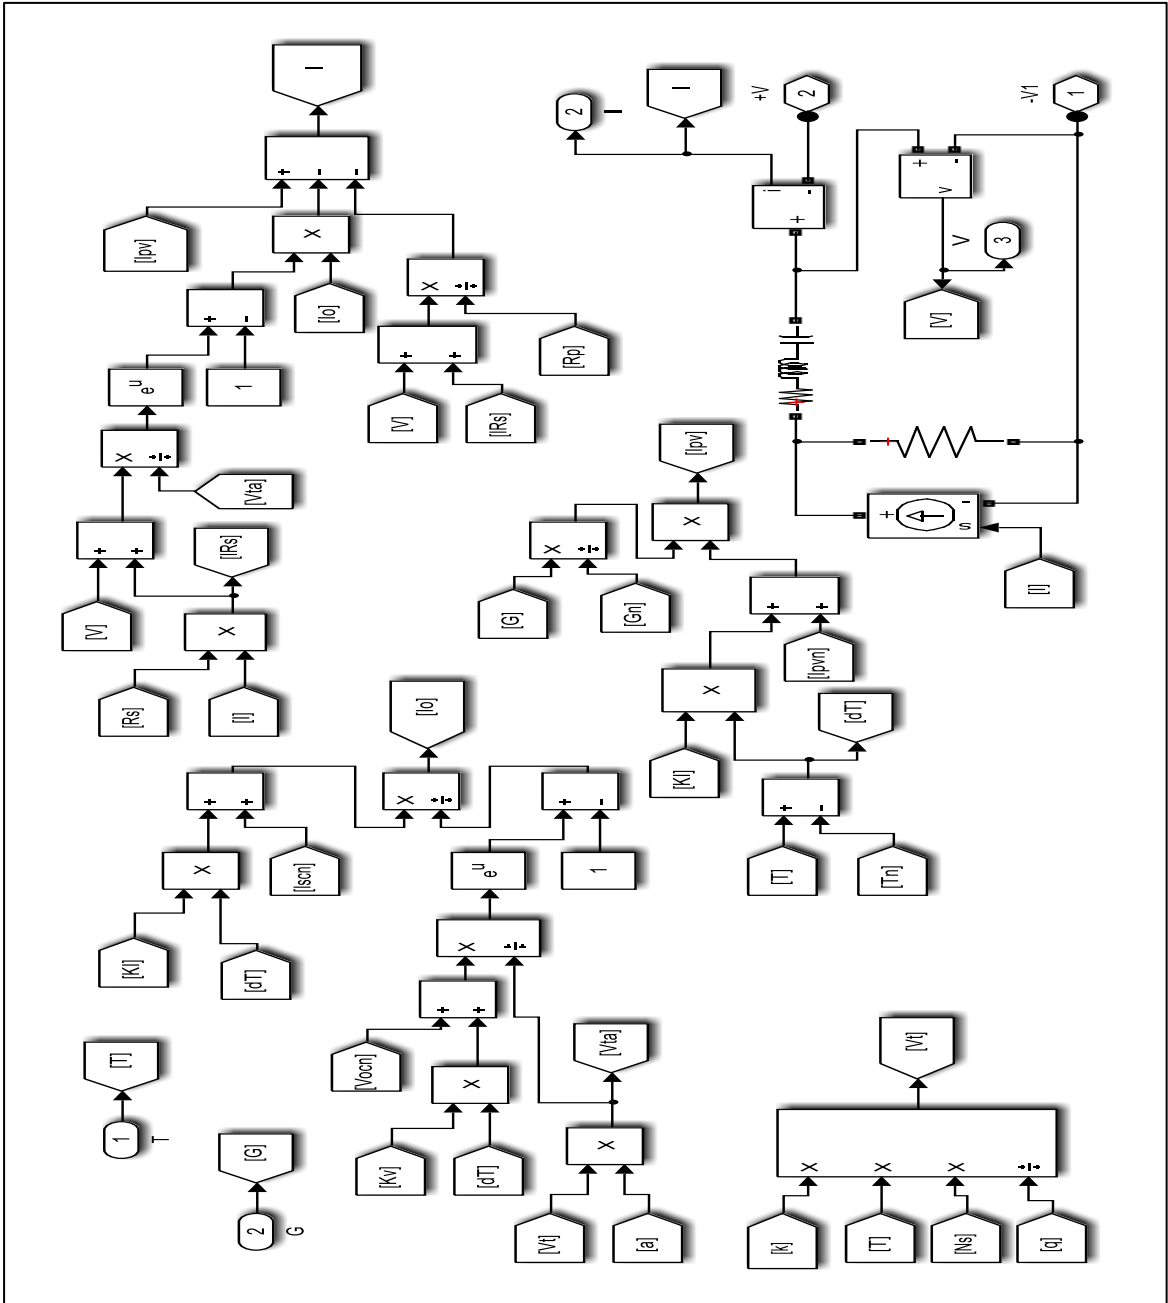 2
G
[G]
1
T
[T]
[KI]
[dT]
X
[Iscn]
+
+
[Rs]
[I]
X
[IRs]
[V]
+
+
[Vta]
X
÷
e^u
1
+
-
[Io]
X
[Ipv]
+
-
-
I
[Kv]
[dT]
X
[Vocn]
+
+
X
÷
e^u
1
+
-
X
÷
[Io]
[V]
[IRs]
+
+
[Rp]
X
÷
[Vt]
[a]
X
[Vta]
[G]
[Gn]
X
÷
[T]
[Tn]
+
-
[dT]
[KI]
X
[Ipvn]
+
+
X
[Ipv]
[k]
[T]
[Ns]
[q]
X
X
X
÷
[Vt]
[I]
+
-
s
+
-
i
2
I
I
+V
2
+
-
v
[V]
V
3
-V1
1